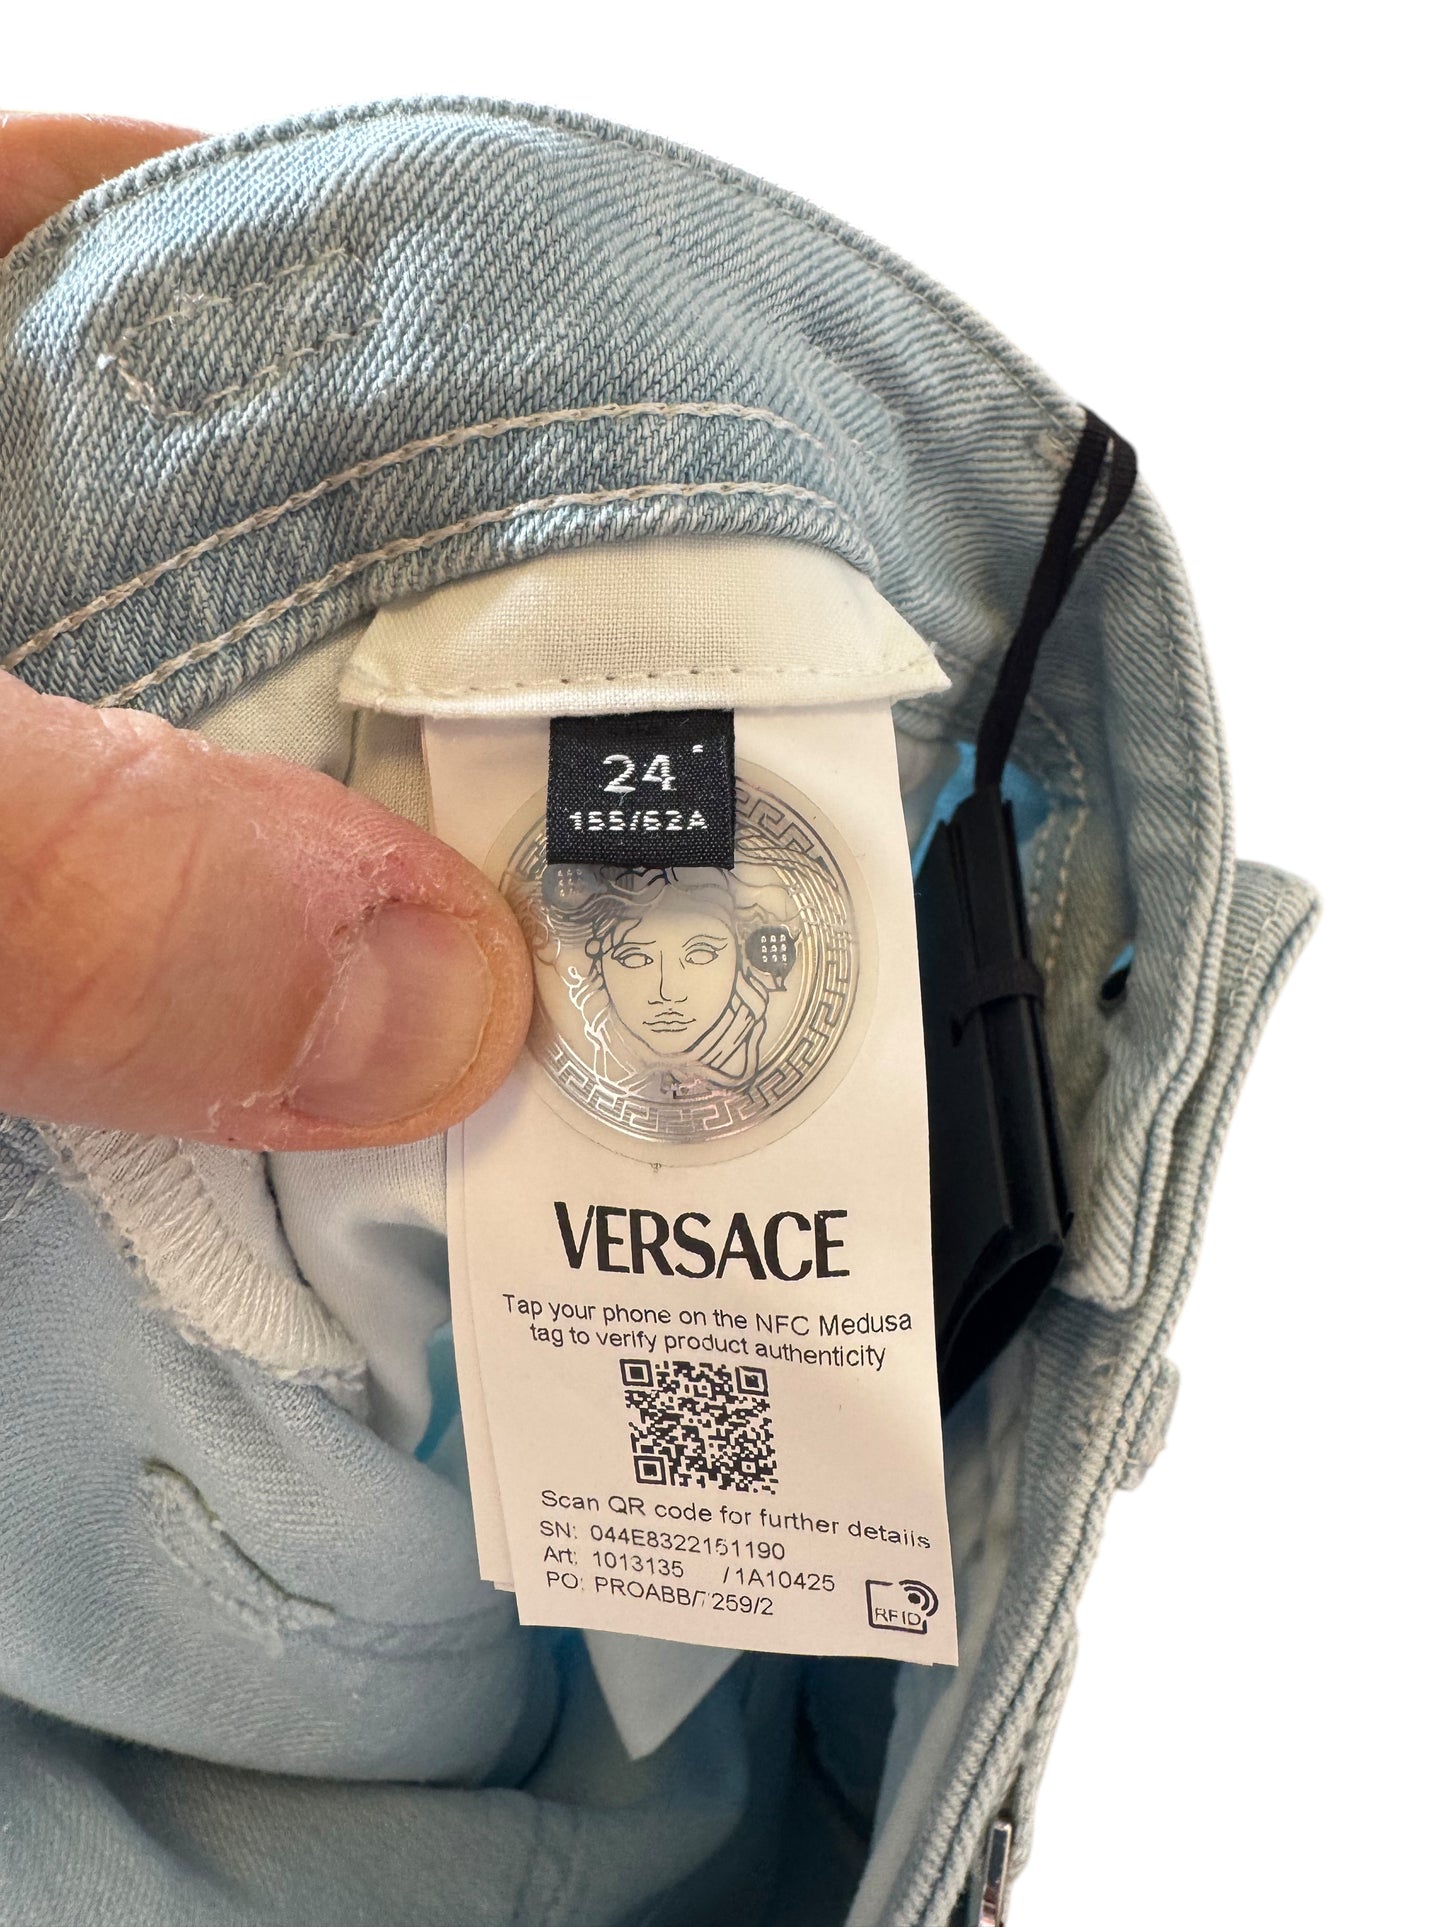 24
155/62A
VERSACE
Tap your phone on the NFC Medusa
tag to verify product authenticity
Scan QR code for further details
SN: 044E8322151190
Art: 1013135 /1A10425
PO: PROABB/7259/2
RFID